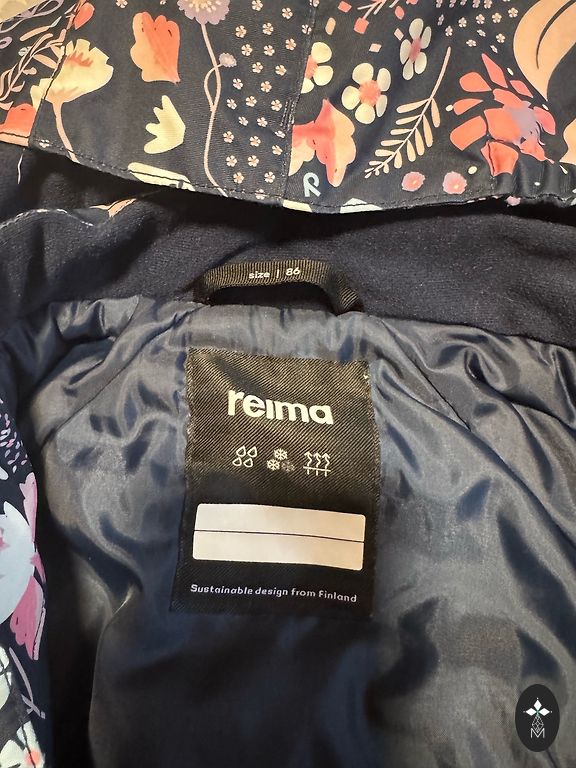 size | 86
reima
Sustainable design from Finland
M